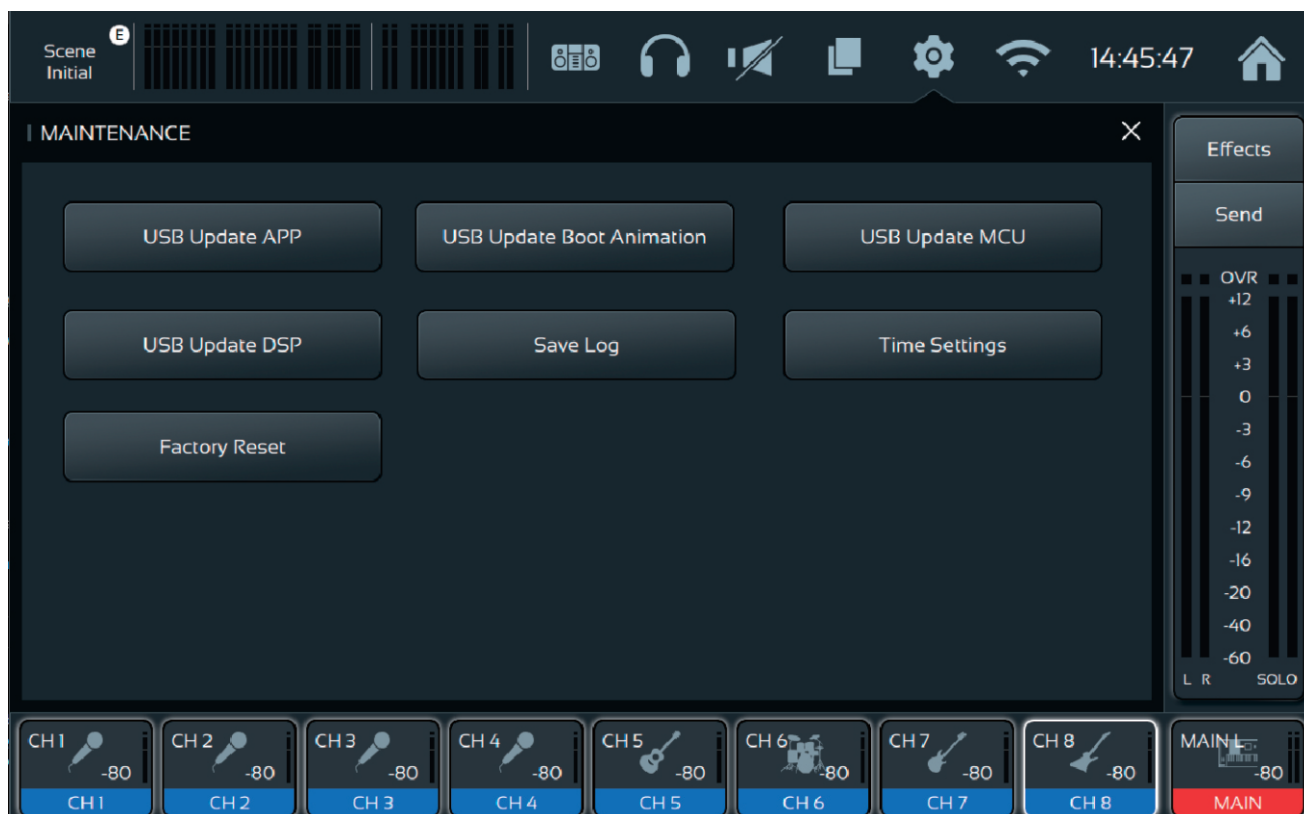 Scene
Initial
E
14:45:47
MAINTENANCE
Effects
Send
USB Update APP
USB Update Boot Animation
USB Update MCU
USB Update DSP
Save Log
Time Settings
Factory Reset
OVR
+12
+6
+3
0
-3
-6
-9
-12
-16
-20
-40
-60
L R SOLO
CH 1
-80
CH 1
CH 2
-80
CH 2
CH 3
-80
CH 3
CH 4
-80
CH 4
CH 5
-80
CH 5
CH 6
-80
CH 6
CH 7
-80
CH 7
CH 8
-80
CH 8
MAIN L
-80
MAIN